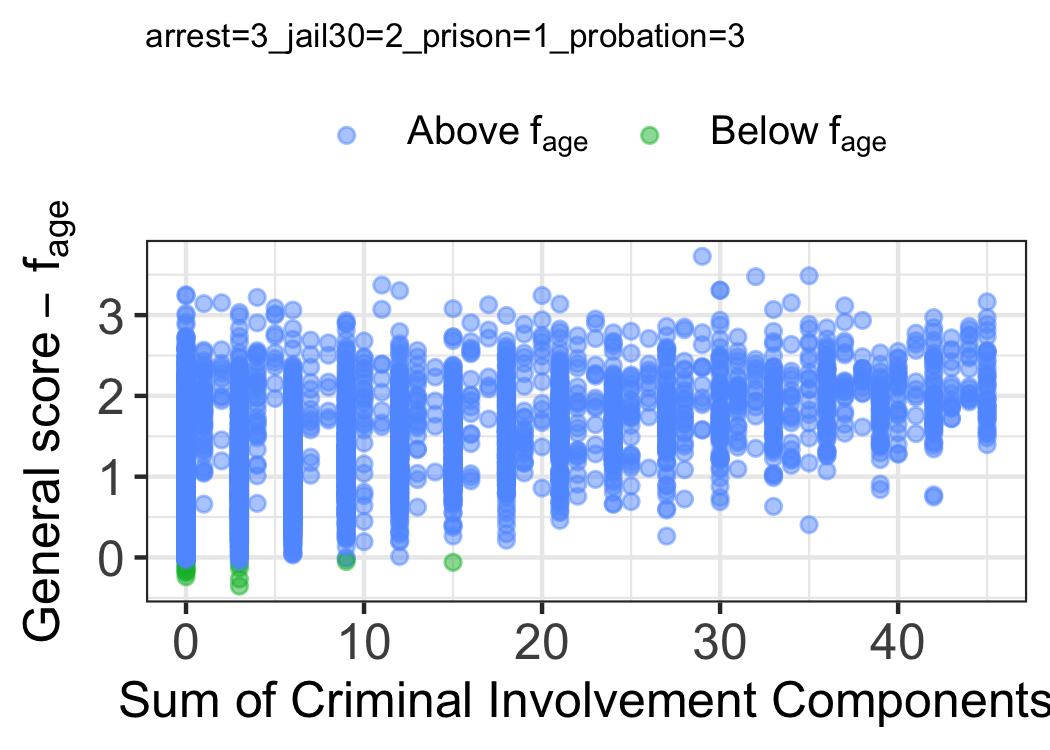 arrest=3_jail30=2_prison=1_probation=3
Above fage
Below fage
General score − fage
3
2
1
0
0
10
20
30
40
Sum of Criminal Involvement Components